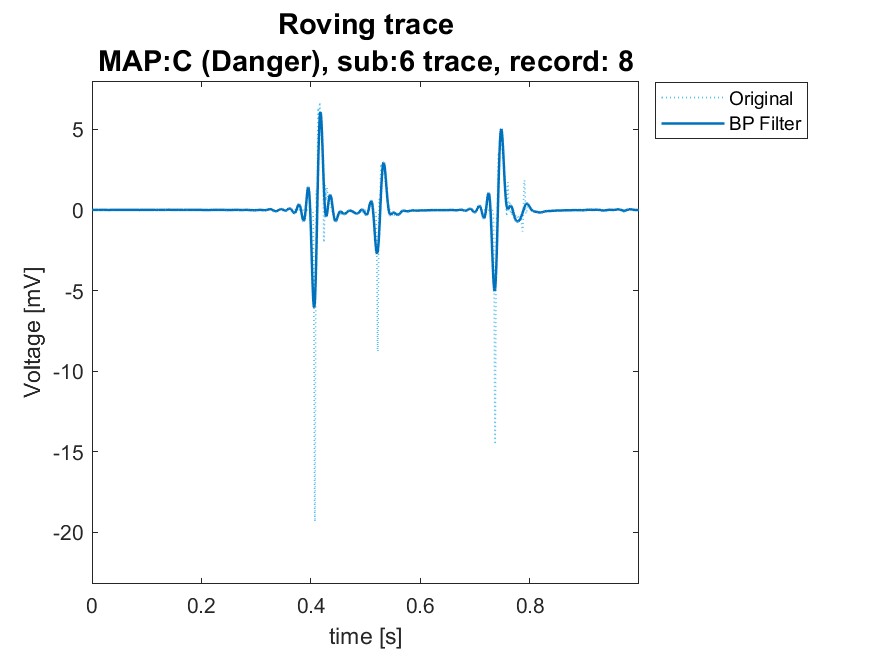 Roving trace
MAP:C (Danger), sub:6 trace, record: 8
Original
BP Filter
5
0
-5
-10
-15
-20
Voltage [mV]
0 0.2 0.4 0.6 0.8
time [s]